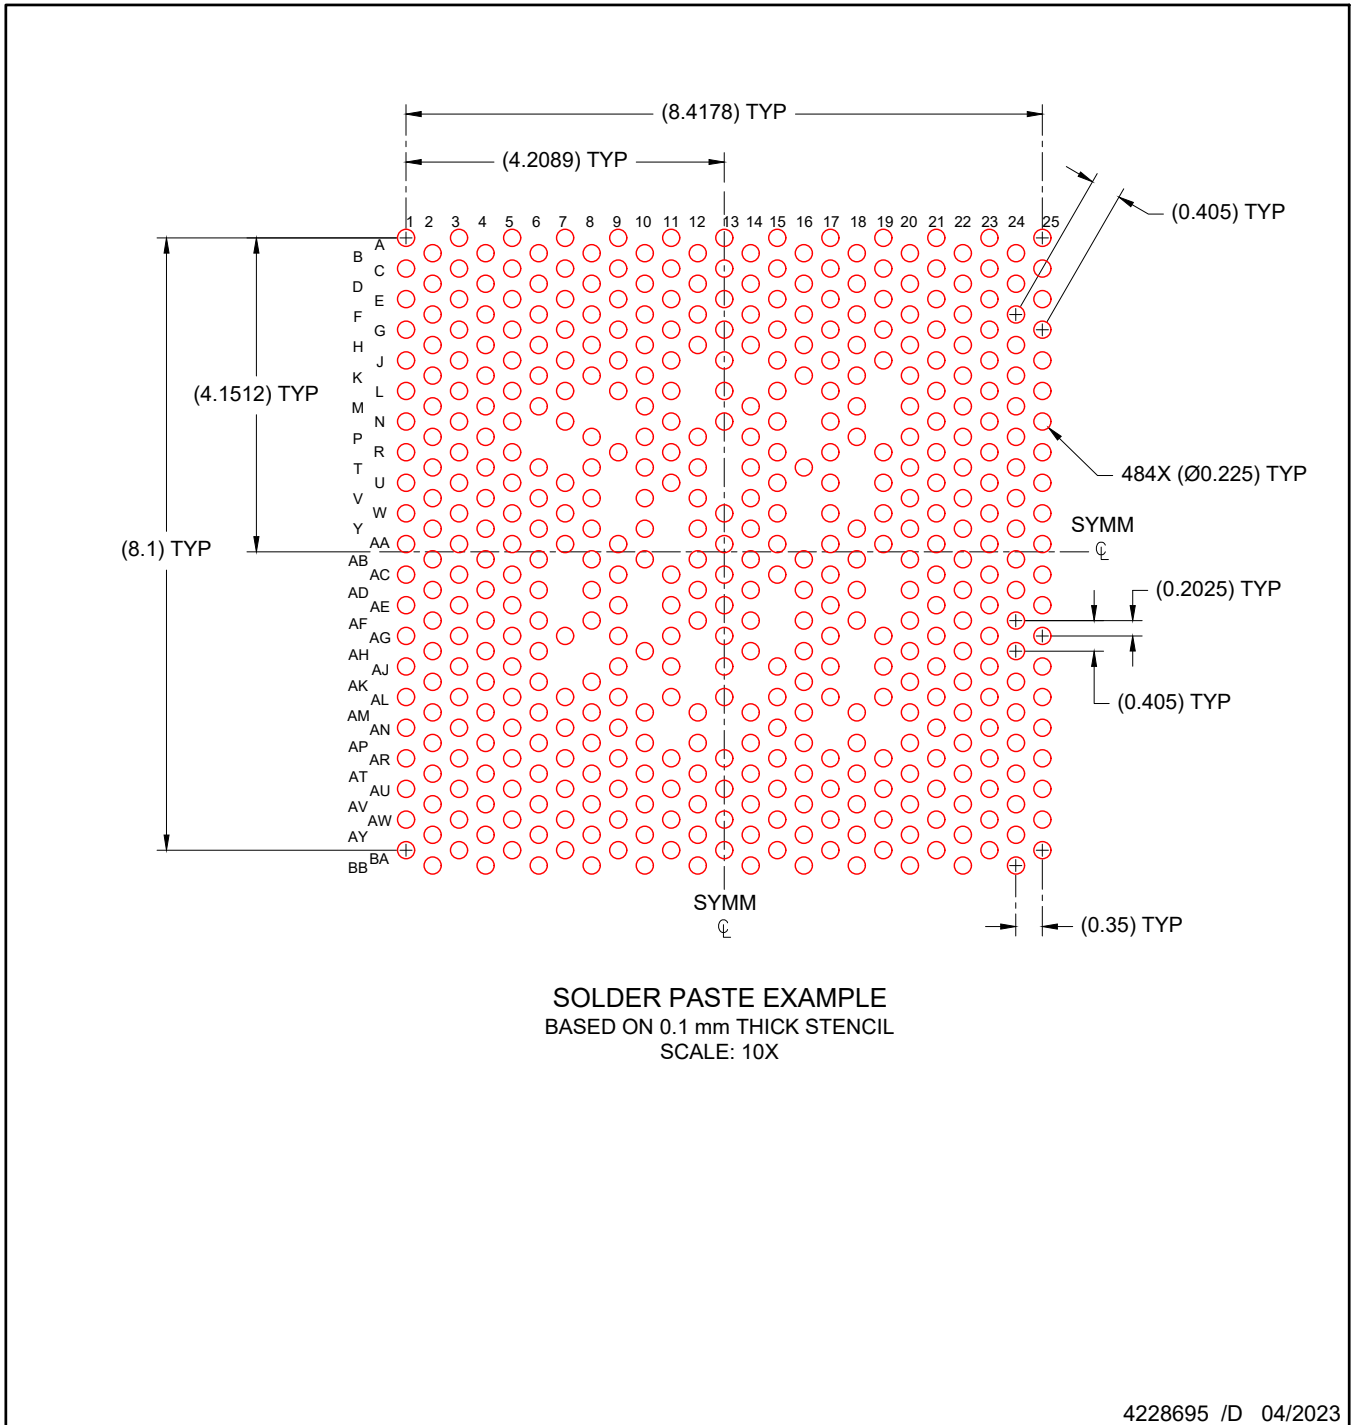 (8.4178) TYP
(4.2089) TYP
(0.405) TYP
1 2 3 4 5 6 7 8 9 10 11 12 13 14 15 16 17 18 19 20 21 22 23 24 25
A
B
C
D
E
F
G
H
J
K
(4.1512) TYP
L
M
N
P
R
T
484X (Ø0.225) TYP
U
V
W
Y
SYMM
AA
(8.1) TYP
AB
AC
AD
(0.2025) TYP
AE
AF
AG
AH
AJ
AK
AL
(0.405) TYP
AM
AN
AP
AR
AT
AU
AV
AW
AY
BA
BB
SYMM
(0.35) TYP
SOLDER PASTE EXAMPLE
BASED ON 0.1 mm THICK STENCIL
SCALE: 10X
4228695 /D 04/2023